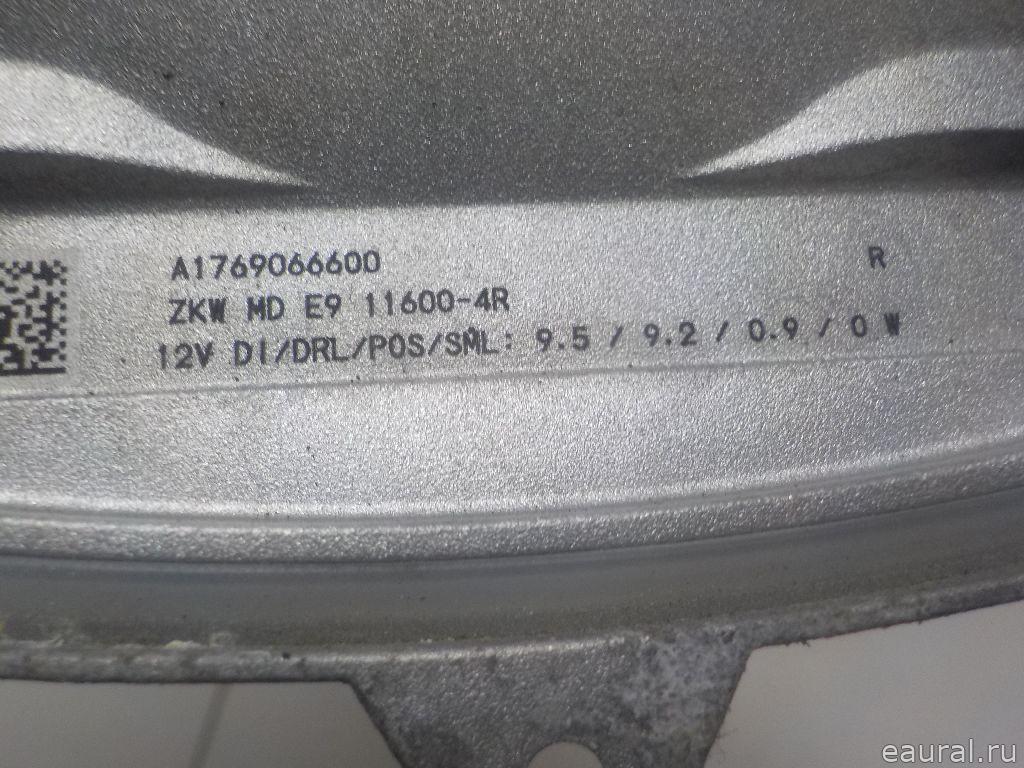 A1769066600 R
ZKW MD E9 11600-4R
12V DI/DRL/POS/SML: 9.5 / 9.2 / 0.9 / 0 W
eaural.ru